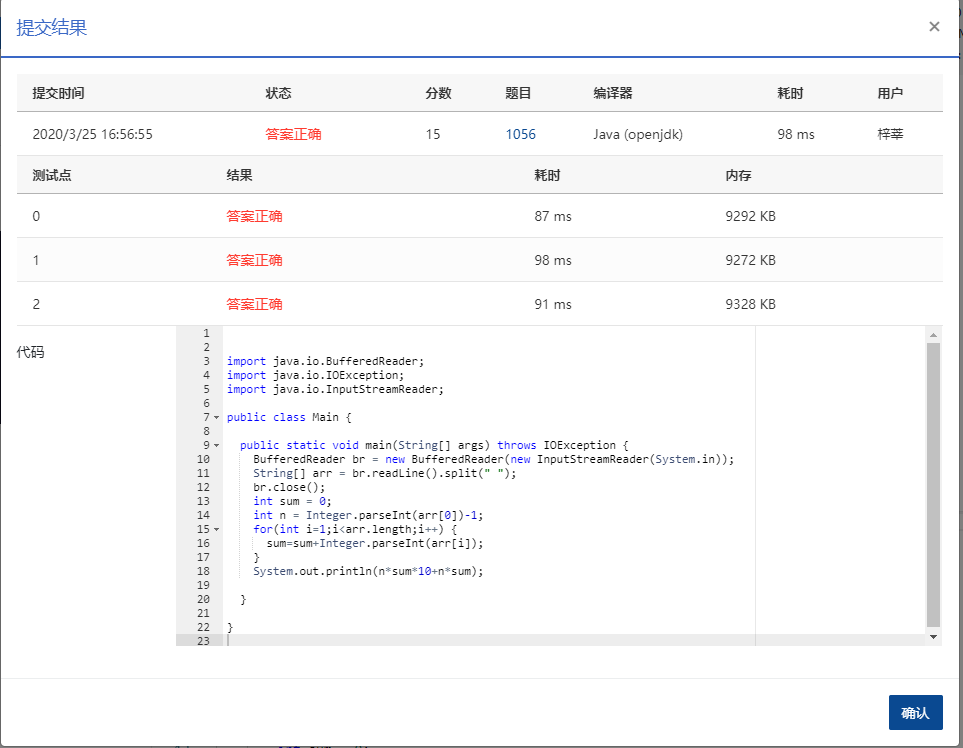 提交结果
×
提交时间 状态 分数 题目 编译器 耗时 用户
2020/3/25 16:56:55 答案正确 15 1056 Java (openjdk) 98 ms 梓莘
测试点 结果 耗时 内存
0 答案正确 87 ms 9292 KB
1 答案正确 98 ms 9272 KB
2 答案正确 91 ms 9328 KB
代码
1
2
3 import java.io.BufferedReader;
4 import java.io.IOException;
5 import java.io.InputStreamReader;
6
7 public class Main {
8
9 public static void main(String[] args) throws IOException {
10 BufferedReader br = new BufferedReader(new InputStreamReader(System.in));
11 String[] arr = br.readLine().split(" ");
12 br.close();
13 int sum = 0;
14 int n = Integer.parseInt(arr[0])-1;
15 for(int i=1;i<arr.length;i++) {
16 sum=sum+Integer.parseInt(arr[i]);
17 }
18 System.out.println(n*sum*10+n*sum);
19
20 }
21
22 }
23
确认